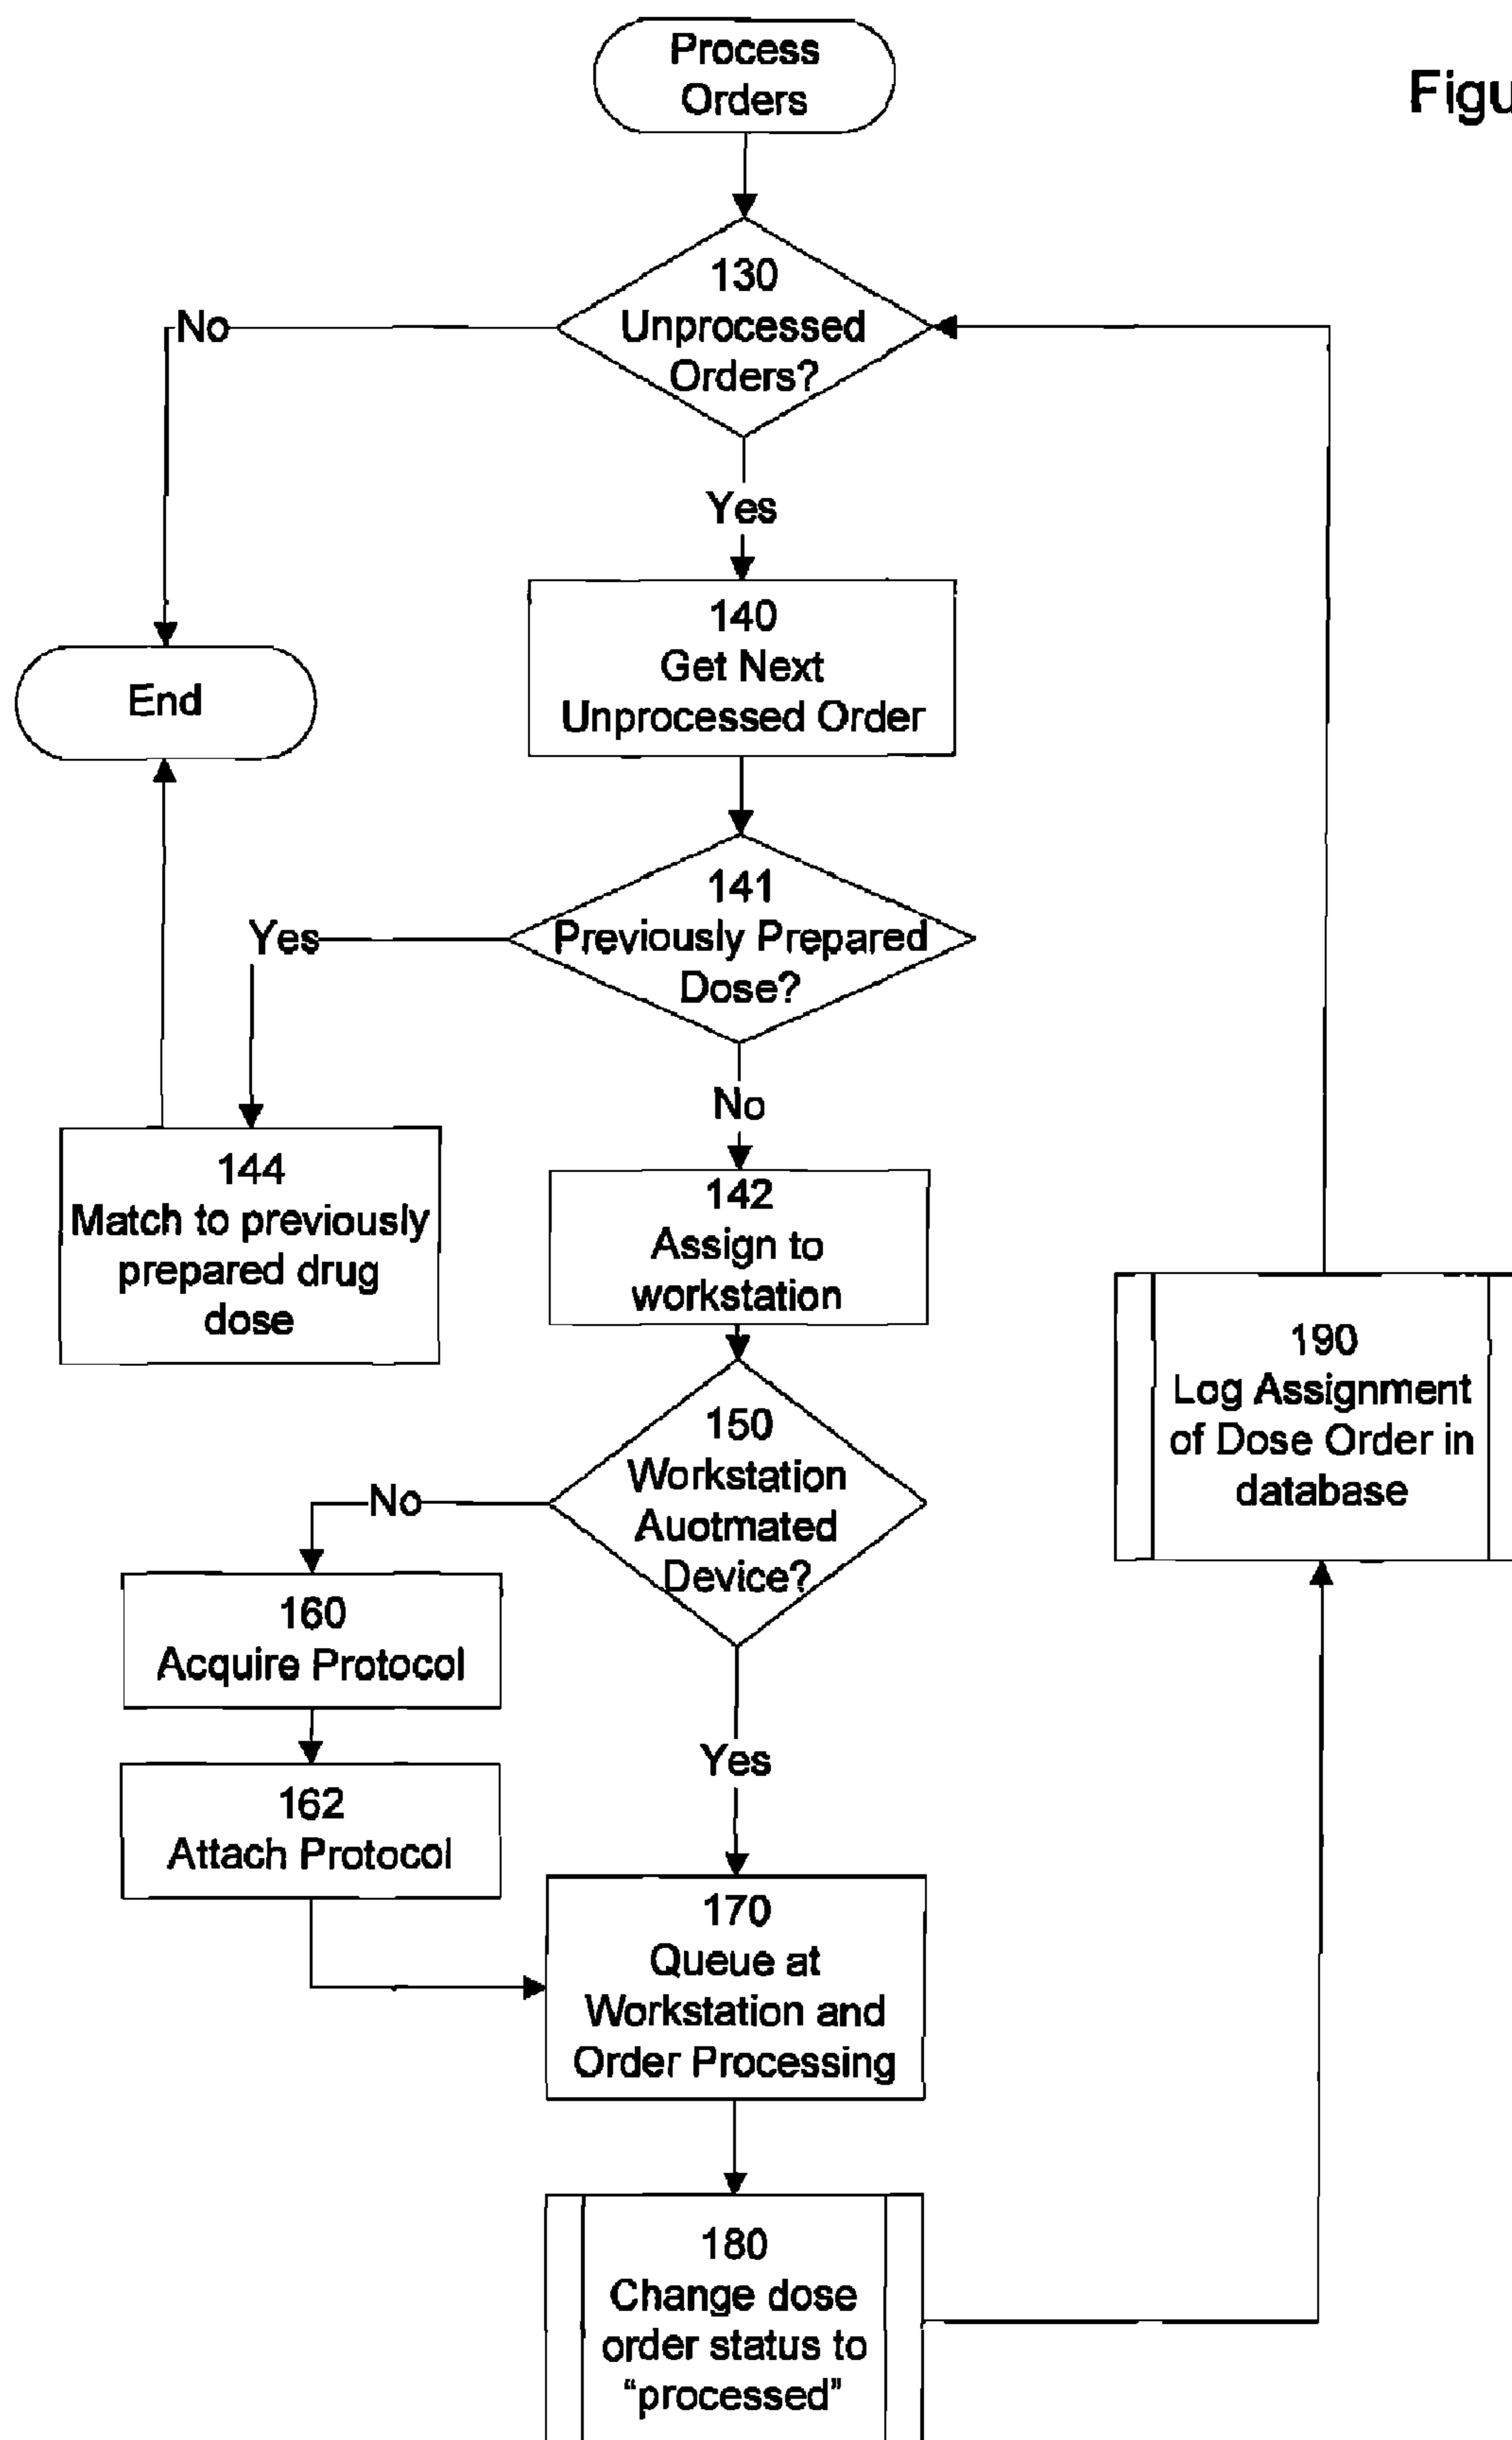 Process
Orders
Figu
130
Unprocessed
Orders?
No
Yes
140
Get Next
Unprocessed Order
End
141
Previously Prepared
Dose?
Yes
No
144
Match to previously
prepared drug
dose
142
Assign to
workstation
190
Log Assignment
of Dose Order in
database
150
Workstation
Auotmated
Device?
No
160
Acquire Protocol
Yes
162
Attach Protocol
170
Queue at
Workstation and
Order Processing
180
Change dose
order status to
“processed”